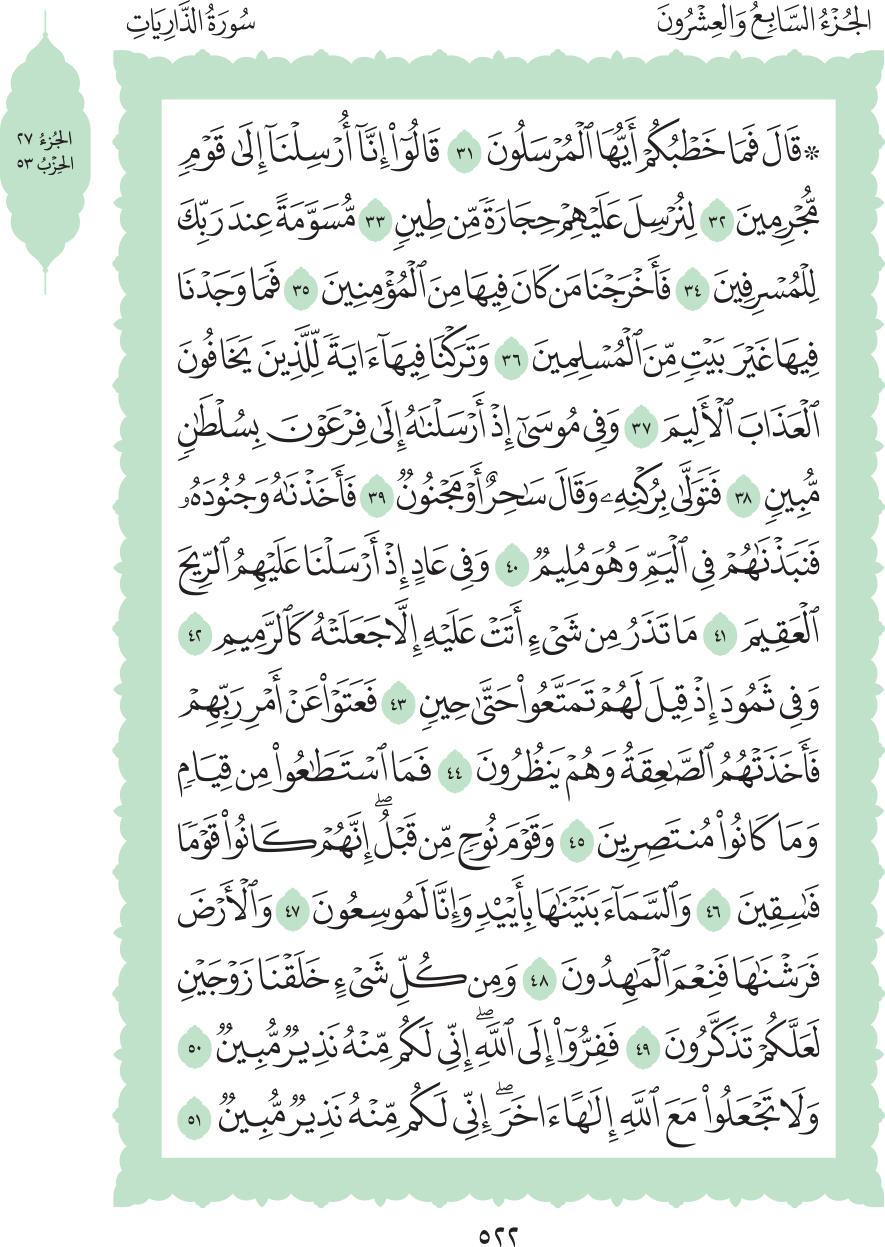 الجُزْءُ السَّابِعُ وَالعِشْرُونَ
سُورَةُ الذَّارِيَاتِ
الجُزءُ ٢٧
الحِزْبُ ٥٣
۞ قَالَ فَمَا خَطْبُكُمْ أَيُّهَا ٱلْمُرْسَلُونَ ٣١ قَالُوٓاْ إِنَّآ أُرْسِلْنَآ إِلَىٰ قَوْمٖ
مُّجْرِمِينَ ٣٢ لِنُرْسِلَ عَلَيْهِمْ حِجَارَةٗ مِّن طِينٖ ٣٣ مُّسَوَّمَةً عِندَ رَبِّكَ
لِلْمُسْرِفِينَ ٣٤ فَأَخْرَجْنَا مَن كَانَ فِيهَا مِنَ ٱلْمُؤْمِنِينَ ٣٥ فَمَا وَجَدْنَا
فِيهَا غَيْرَ بَيْتٖ مِّنَ ٱلْمُسْلِمِينَ ٣٦ وَتَرَكْنَا فِيهَآ ءَايَةٗ لِّلَّذِينَ يَخَافُونَ
ٱلْعَذَابَ ٱلْأَلِيمَ ٣٧ وَفِي مُوسَىٰٓ إِذْ أَرْسَلْنَٰهُ إِلَىٰ فِرْعَوْنَ بِسُلْطَٰنٖ
مُّبِينٖ ٣٨ فَتَوَلَّىٰ بِرُكْنِهِۦ وَقَالَ سَٰحِرٌ أَوْ مَجْنُونٞ ٣٩ فَأَخَذْنَٰهُ وَجُنُودَهُۥ
فَنَبَذْنَٰهُمْ فِي ٱلْيَمِّ وَهُوَ مُلِيمٞ ٤٠ وَفِي عَادٍ إِذْ أَرْسَلْنَا عَلَيْهِمُ ٱلرِّيحَ
ٱلْعَقِيمَ ٤١ مَا تَذَرُ مِن شَيْءٍ أَتَتْ عَلَيْهِ إِلَّا جَعَلَتْهُ كَٱلرَّمِيمِ ٤٢
وَفِي ثَمُودَ إِذْ قِيلَ لَهُمْ تَمَتَّعُواْ حَتَّىٰ حِينٖ ٤٣ فَعَتَوْاْ عَنْ أَمْرِ رَبِّهِمْ
فَأَخَذَتْهُمُ ٱلصَّٰعِقَةُ وَهُمْ يَنظُرُونَ ٤٤ فَمَا ٱسْتَطَٰعُواْ مِن قِيَامٖ
وَمَا كَانُواْ مُنتَصِرِينَ ٤٥ وَقَوْمَ نُوحٖ مِّن قَبْلُۖ إِنَّهُمْ كَانُواْ قَوْمٗا
فَٰسِقِينَ ٤٦ وَٱلسَّمَآءَ بَنَيْنَٰهَا بِأَيْيْدٖ وَإِنَّا لَمُوسِعُونَ ٤٧ وَٱلْأَرْضَ
فَرَشْنَٰهَا فَنِعْمَ ٱلْمَٰهِدُونَ ٤٨ وَمِن كُلِّ شَيْءٍ خَلَقْنَا زَوْجَيْنِ
لَعَلَّكُمْ تَذَكَّرُونَ ٤٩ فَفِرُّوٓاْ إِلَى ٱللَّهِۖ إِنِّي لَكُم مِّنْهُ نَذِيرٞ مُّبِينٞ ٥٠
وَلَا تَجْعَلُواْ مَعَ ٱللَّهِ إِلَٰهًا ءَاخَرَۖ إِنِّي لَكُم مِّنْهُ نَذِيرٞ مُّبِينٞ ٥١
٥٢٢